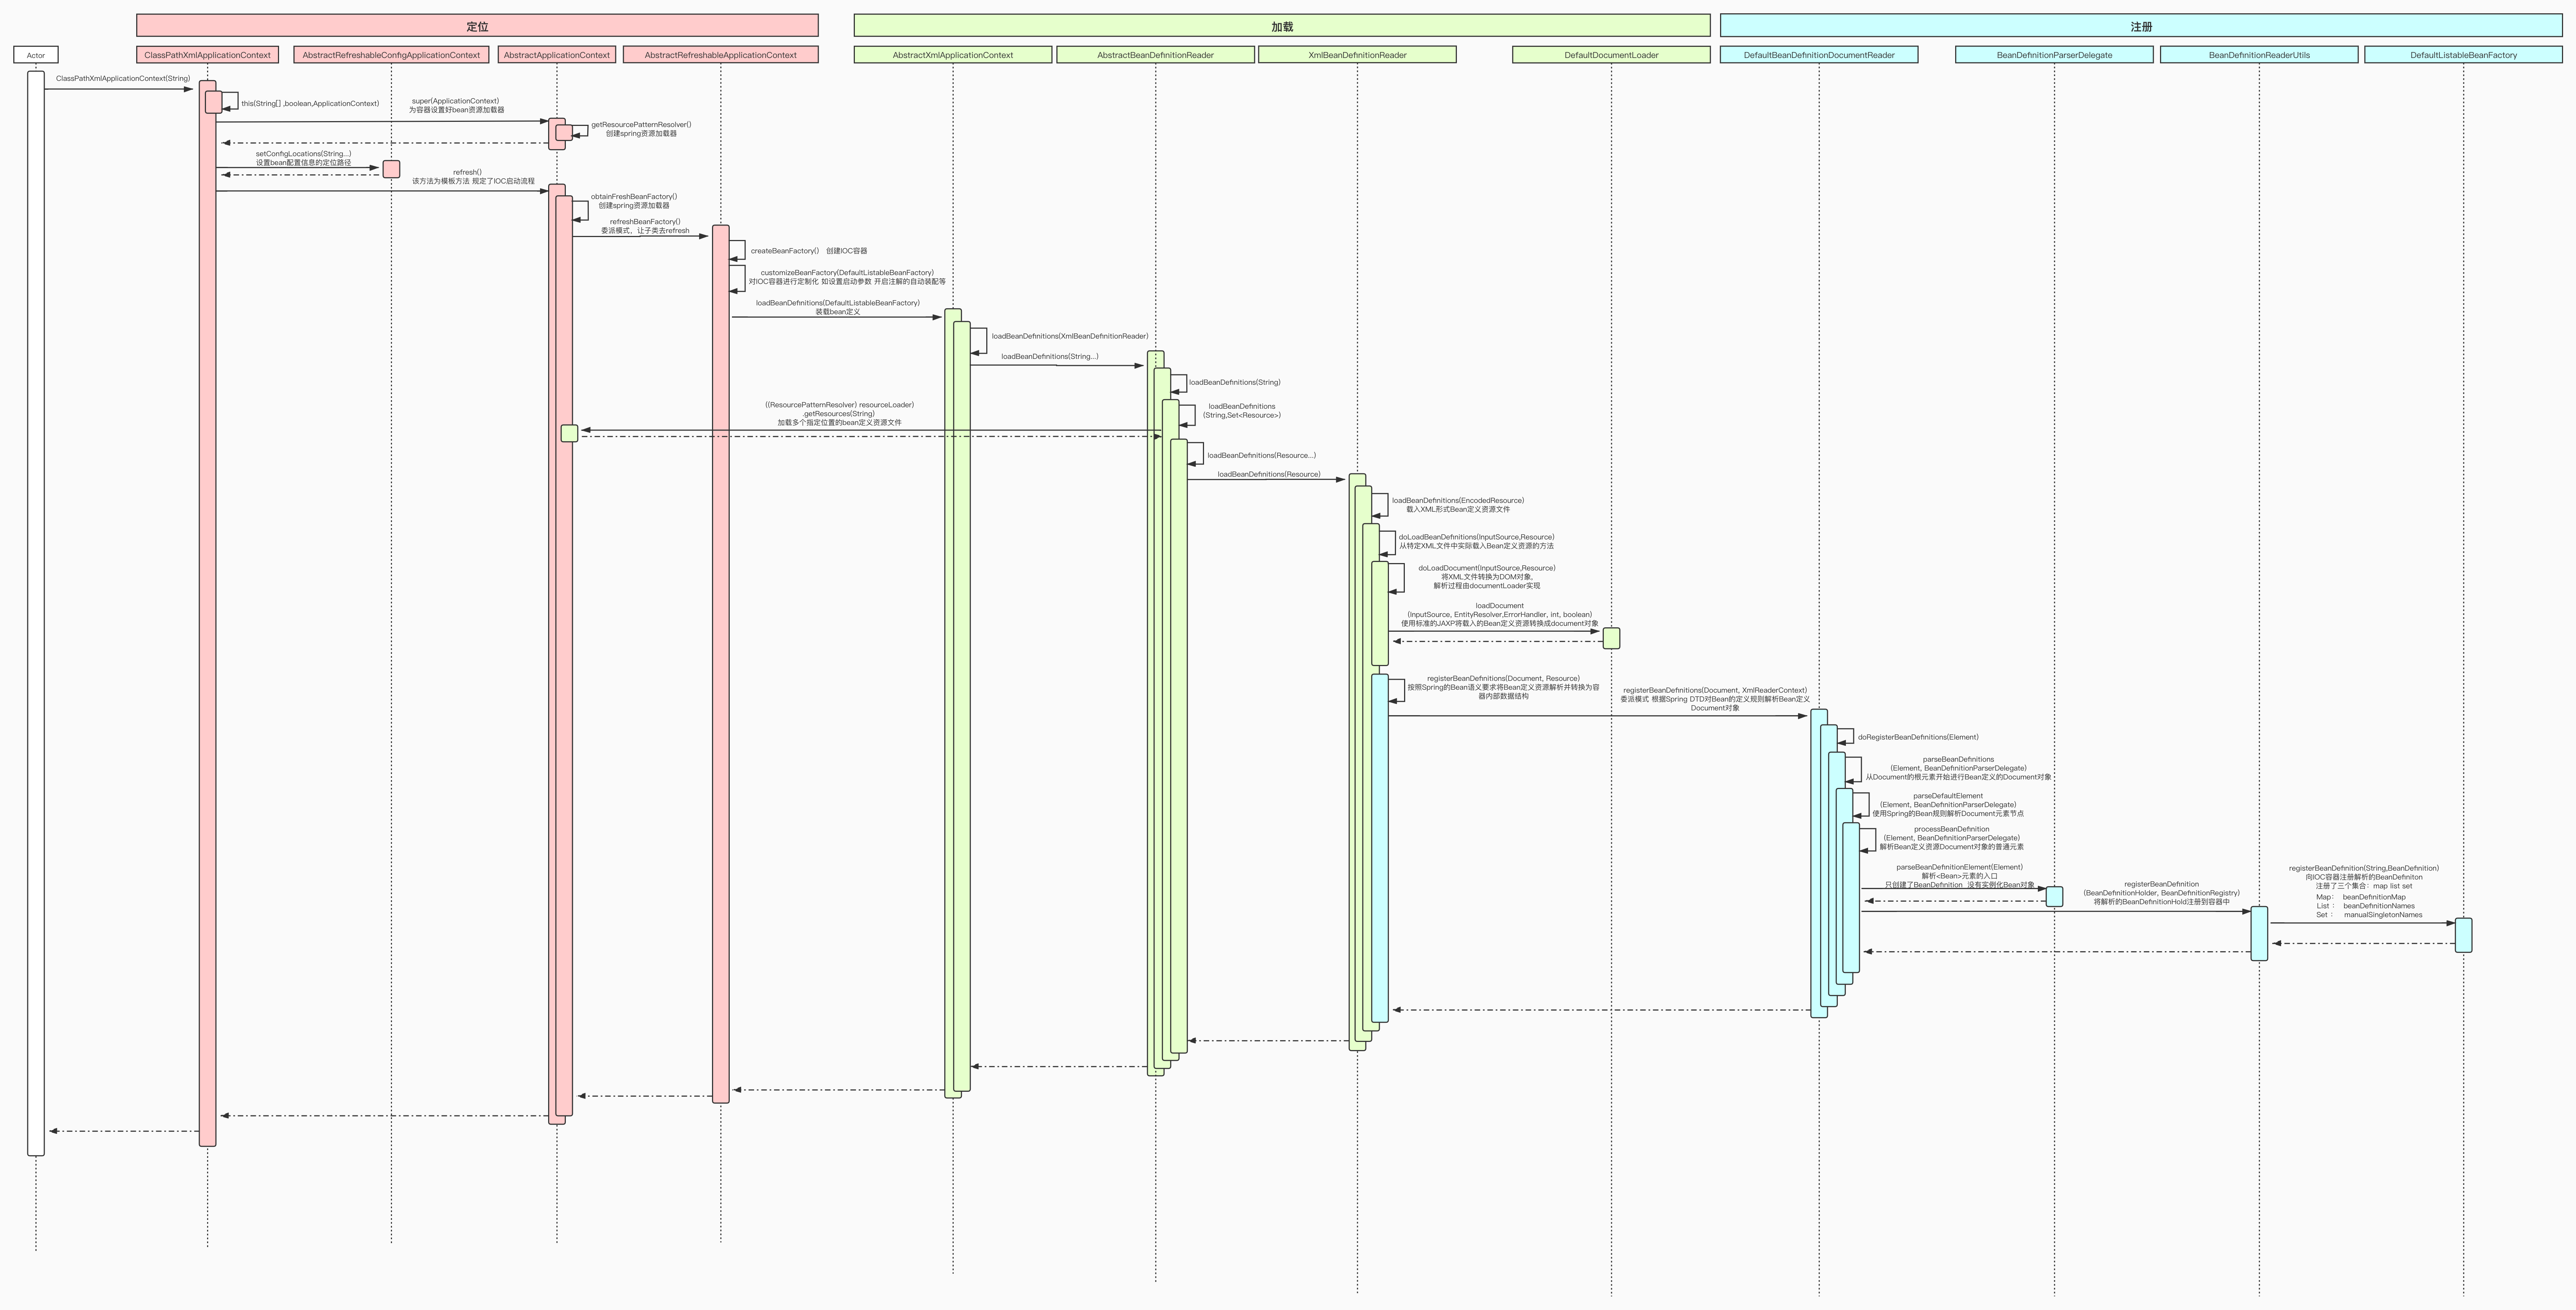 定位
加载
注册
Actor
ClassPathXmlApplicationContext
AbstractRefreshableConfigApplicationContext
AbstractApplicationContext
AbstractRefreshableApplicationContext
AbstractXmlApplicationContext
AbstractBeanDefinitionReader
XmlBeanDefinitionReader
DefaultDocumentLoader
DefaultBeanDefinitionDocumentReader
BeanDefinitionParserDelegate
BeanDefinitionReaderUtils
DefaultListableBeanFactory
ClassPathXmlApplicationContext(String)
this(String[] ,boolean,ApplicationContext)
super(ApplicationContext)
为容器设置好bean资源加载器
getResourcePatternResolver()
创建spring资源加载器
setConfigLocations(String...)
设置bean配置信息的定位路径
refresh()
该方法为模板方法 规定了IOC启动流程
obtainFreshBeanFactory()
创建spring资源加载器
refreshBeanFactory()
委派模式，让子类去refresh
createBeanFactory() 创建IOC容器
customizeBeanFactory(DefaultListableBeanFactory)
对IOC容器进行定制化 如设置启动参数 开启注解的自动装配等
loadBeanDefinitions(DefaultListableBeanFactory)
装载bean定义
loadBeanDefinitions(XmlBeanDefinitionReader)
loadBeanDefinitions(String...)
loadBeanDefinitions(String)
loadBeanDefinitions
(String,Set<Resource>)
((ResourcePatternResolver) resourceLoader)
.getResources(String)
加载多个指定位置的bean定义资源文件
loadBeanDefinitions(Resource...)
loadBeanDefinitions(Resource)
loadBeanDefinitions(EncodedResource)
载入XML形式Bean定义资源文件
doLoadBeanDefinitions(InputSource,Resource)
从特定XML文件中实际载入Bean定义资源的方法
doLoadDocument(InputSource,Resource)
将XML文件转换为DOM对象,
解析过程由documentLoader实现
loadDocument
(InputSource, EntityResolver,ErrorHandler, int, boolean)
使用标准的JAXP将载入的Bean定义资源转换成document对象
registerBeanDefinitions(Document, Resource)
按照Spring的Bean语义要求将Bean定义资源解析并转换为容
器内部数据结构
registerBeanDefinitions(Document, XmlReaderContext)
委派模式 根据Spring DTD对Bean的定义规则解析Bean定义
Document对象
doRegisterBeanDefinitions(Element)
parseBeanDefinitions
(Element, BeanDefinitionParserDelegate)
从Document的根元素开始进行Bean定义的Document对象
parseDefaultElement
(Element, BeanDefinitionParserDelegate)
使用Spring的Bean规则解析Document元素节点
processBeanDefinition
(Element, BeanDefinitionParserDelegate)
解析Bean定义资源Document对象的普通元素
parseBeanDefinitionElement(Element)
解析<Bean>元素的入口
只创建了BeanDefinition 没有实例化Bean对象
registerBeanDefinition
(BeanDefinitionHolder, BeanDefinitionRegistry)
将解析的BeanDefinitionHold注册到容器中
registerBeanDefinition(String,BeanDefinition)
向IOC容器注册解析的BeanDefiniton
注册了三个集合：map list set
Map： beanDefinitionMap
List ： beanDefinitionNames
Set ： manualSingletonNames